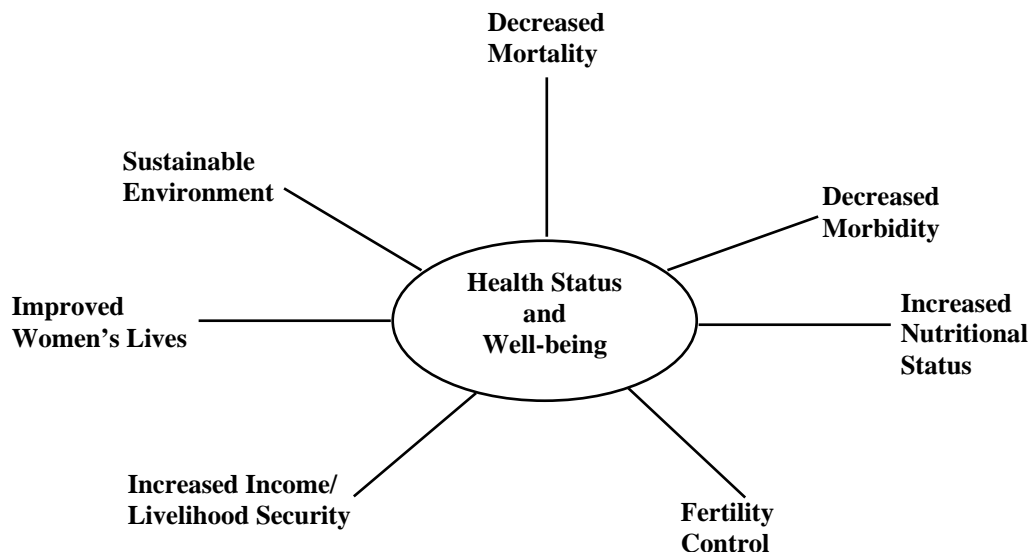 Decreased
Mortality
Sustainable
Environment
Decreased
Morbidity
Health Status
and
Well-being
Improved
Women’s Lives
Increased
Nutritional
Status
Increased Income/
Livelihood Security
Fertility
Control